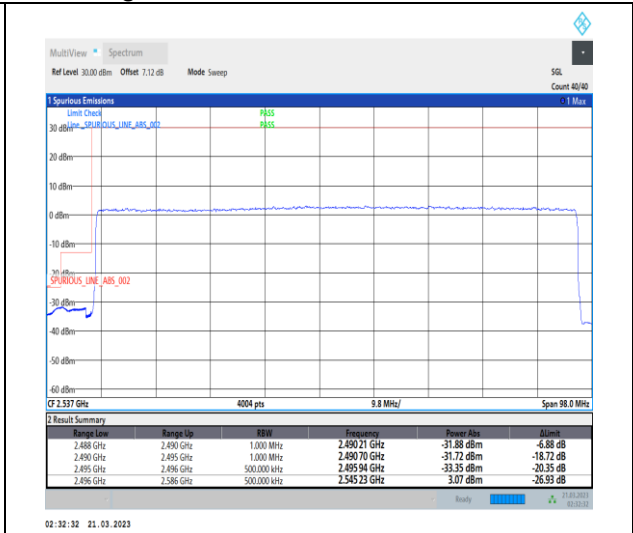 MultiView Spectrum
Ref Level 30.00 dBm Offset 7.12 dB Mode Sweep SGL
Count 40/40
1 Spurious Emissions 1 Max
Limit Check PASS
30 dBm Line _SPURIOUS_LINE_ABS_002 PASS
20 dBm
10 dBm
0 dBm
-10 dBm
-20 dBm
SPURIOUS_LINE_ABS_002
-30 dBm
-40 dBm
-50 dBm
-60 dBm
CF 2.537 GHz 4004 pts 9.8 MHz/ Span 98.0 MHz
2 Result Summary
Range Low Range Up RBW Frequency Power Abs ΔLimit
2.488 GHz 2.490 GHz 1.000 MHz 2.490 21 GHz -31.88 dBm -6.88 dB
2.490 GHz 2.495 GHz 1.000 MHz 2.490 70 GHz -31.72 dBm -18.72 dB
2.495 GHz 2.496 GHz 500.000 kHz 2.495 94 GHz -33.35 dBm -20.35 dB
2.496 GHz 2.586 GHz 500.000 kHz 2.545 23 GHz 3.07 dBm -26.93 dB
Ready 21.03.2023
02:32:32
02:32:32 21.03.2023